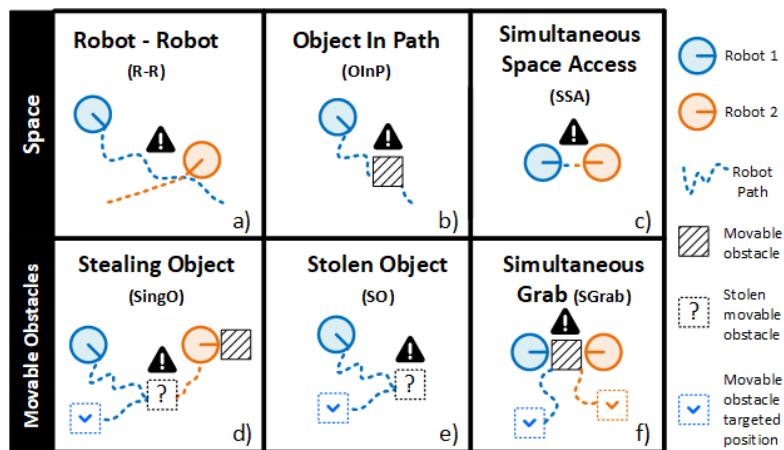 Space
Robot - Robot
(R-R)
a)
Object In Path
(OInP)
b)
Simultaneous
Space Access
(SSA)
c)
Movable Obstacles
Stealing Object
(SingO)
?
d)
Stolen Object
(SO)
?
e)
Simultaneous
Grab (SGrab)
f)
Robot 1
Robot 2
Robot
Path
Movable
obstacle
?
Stolen
movable
obstacle
Movable
obstacle
targeted
position